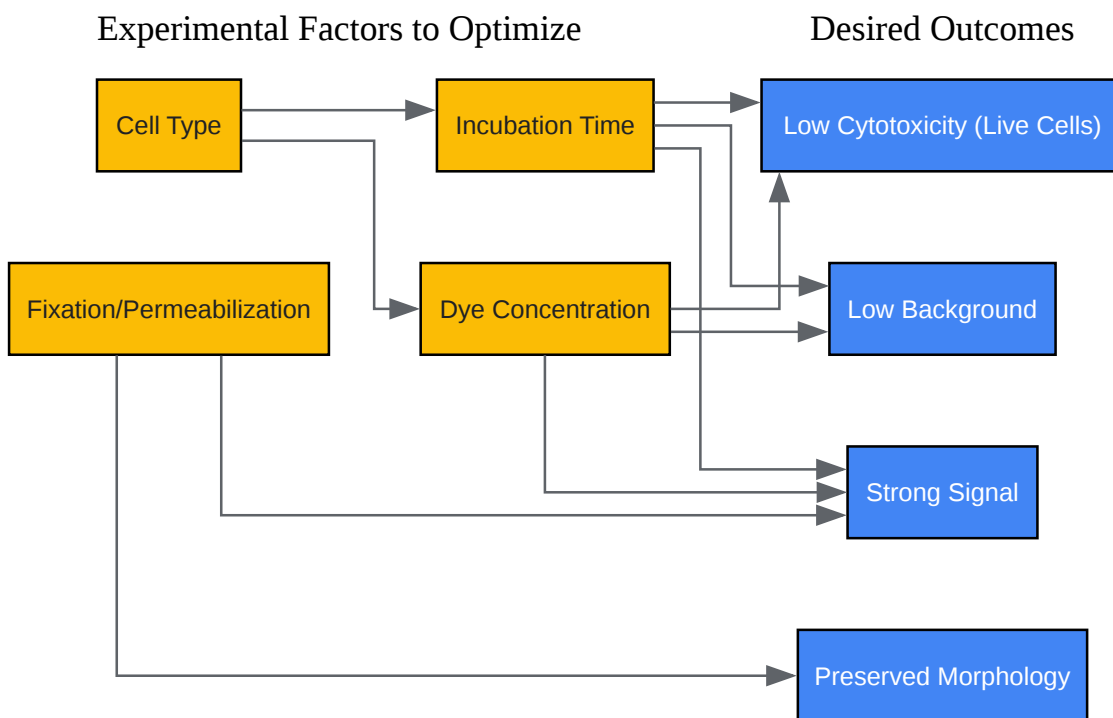 Experimental Factors to Optimize
Desired Outcomes
Cell Type
Incubation Time
Low Cytotoxicity (Live Cells)
Fixation/Permeabilization
Dye Concentration
Low Background
Strong Signal
Preserved Morphology